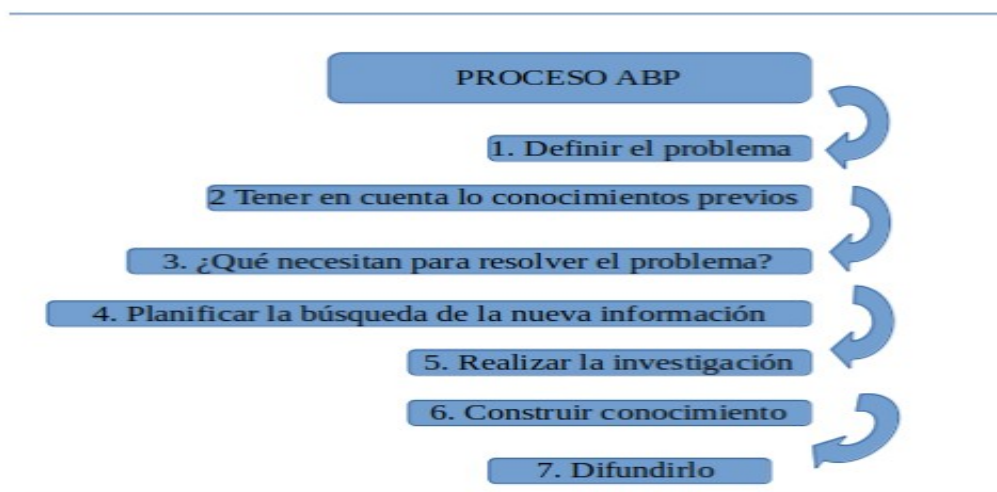 PROCESO ABP
1. Definir el problema
2 Tener en cuenta lo conocimientos previos
3. ¿Qué necesitan para resolver el problema?
4. Planificar la búsqueda de la nueva información
5. Realizar la investigación
6. Construir conocimiento
7. Difundirlo